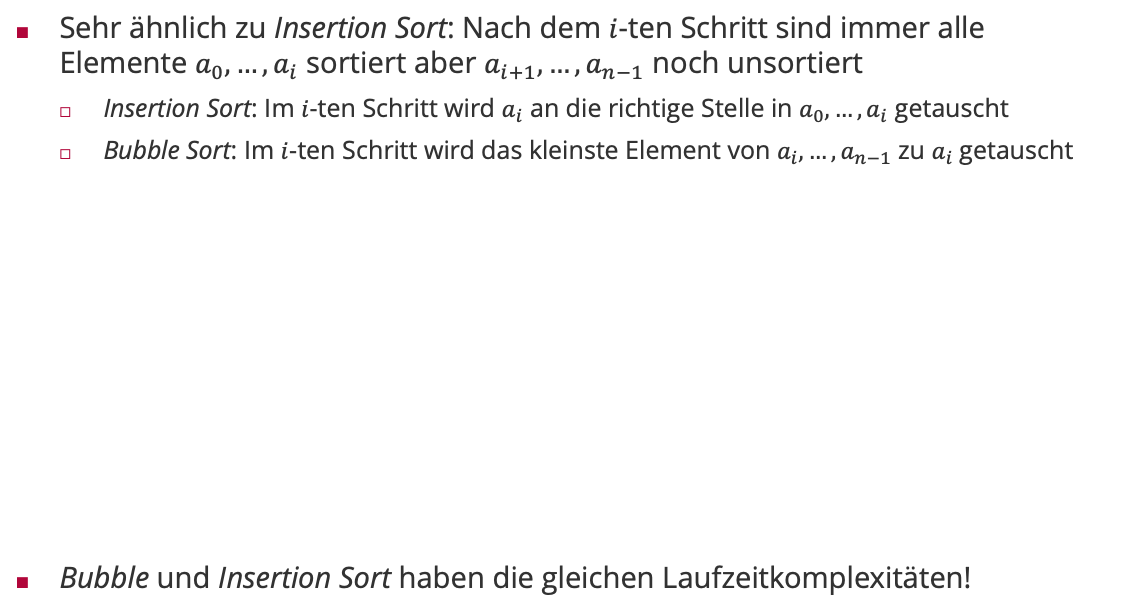 Sehr ähnlich zu Insertion Sort: Nach dem i-ten Schritt sind immer alle
Elemente a₀, … , aᵢ sortiert aber aᵢ₊₁, … , aₙ₋₁ noch unsortiert
Insertion Sort: Im i-ten Schritt wird aᵢ an die richtige Stelle in a₀, … , aᵢ getauscht
Bubble Sort: Im i-ten Schritt wird das kleinste Element von aᵢ, … , aₙ₋₁ zu aᵢ getauscht
Bubble und Insertion Sort haben die gleichen Laufzeitkomplexitäten!